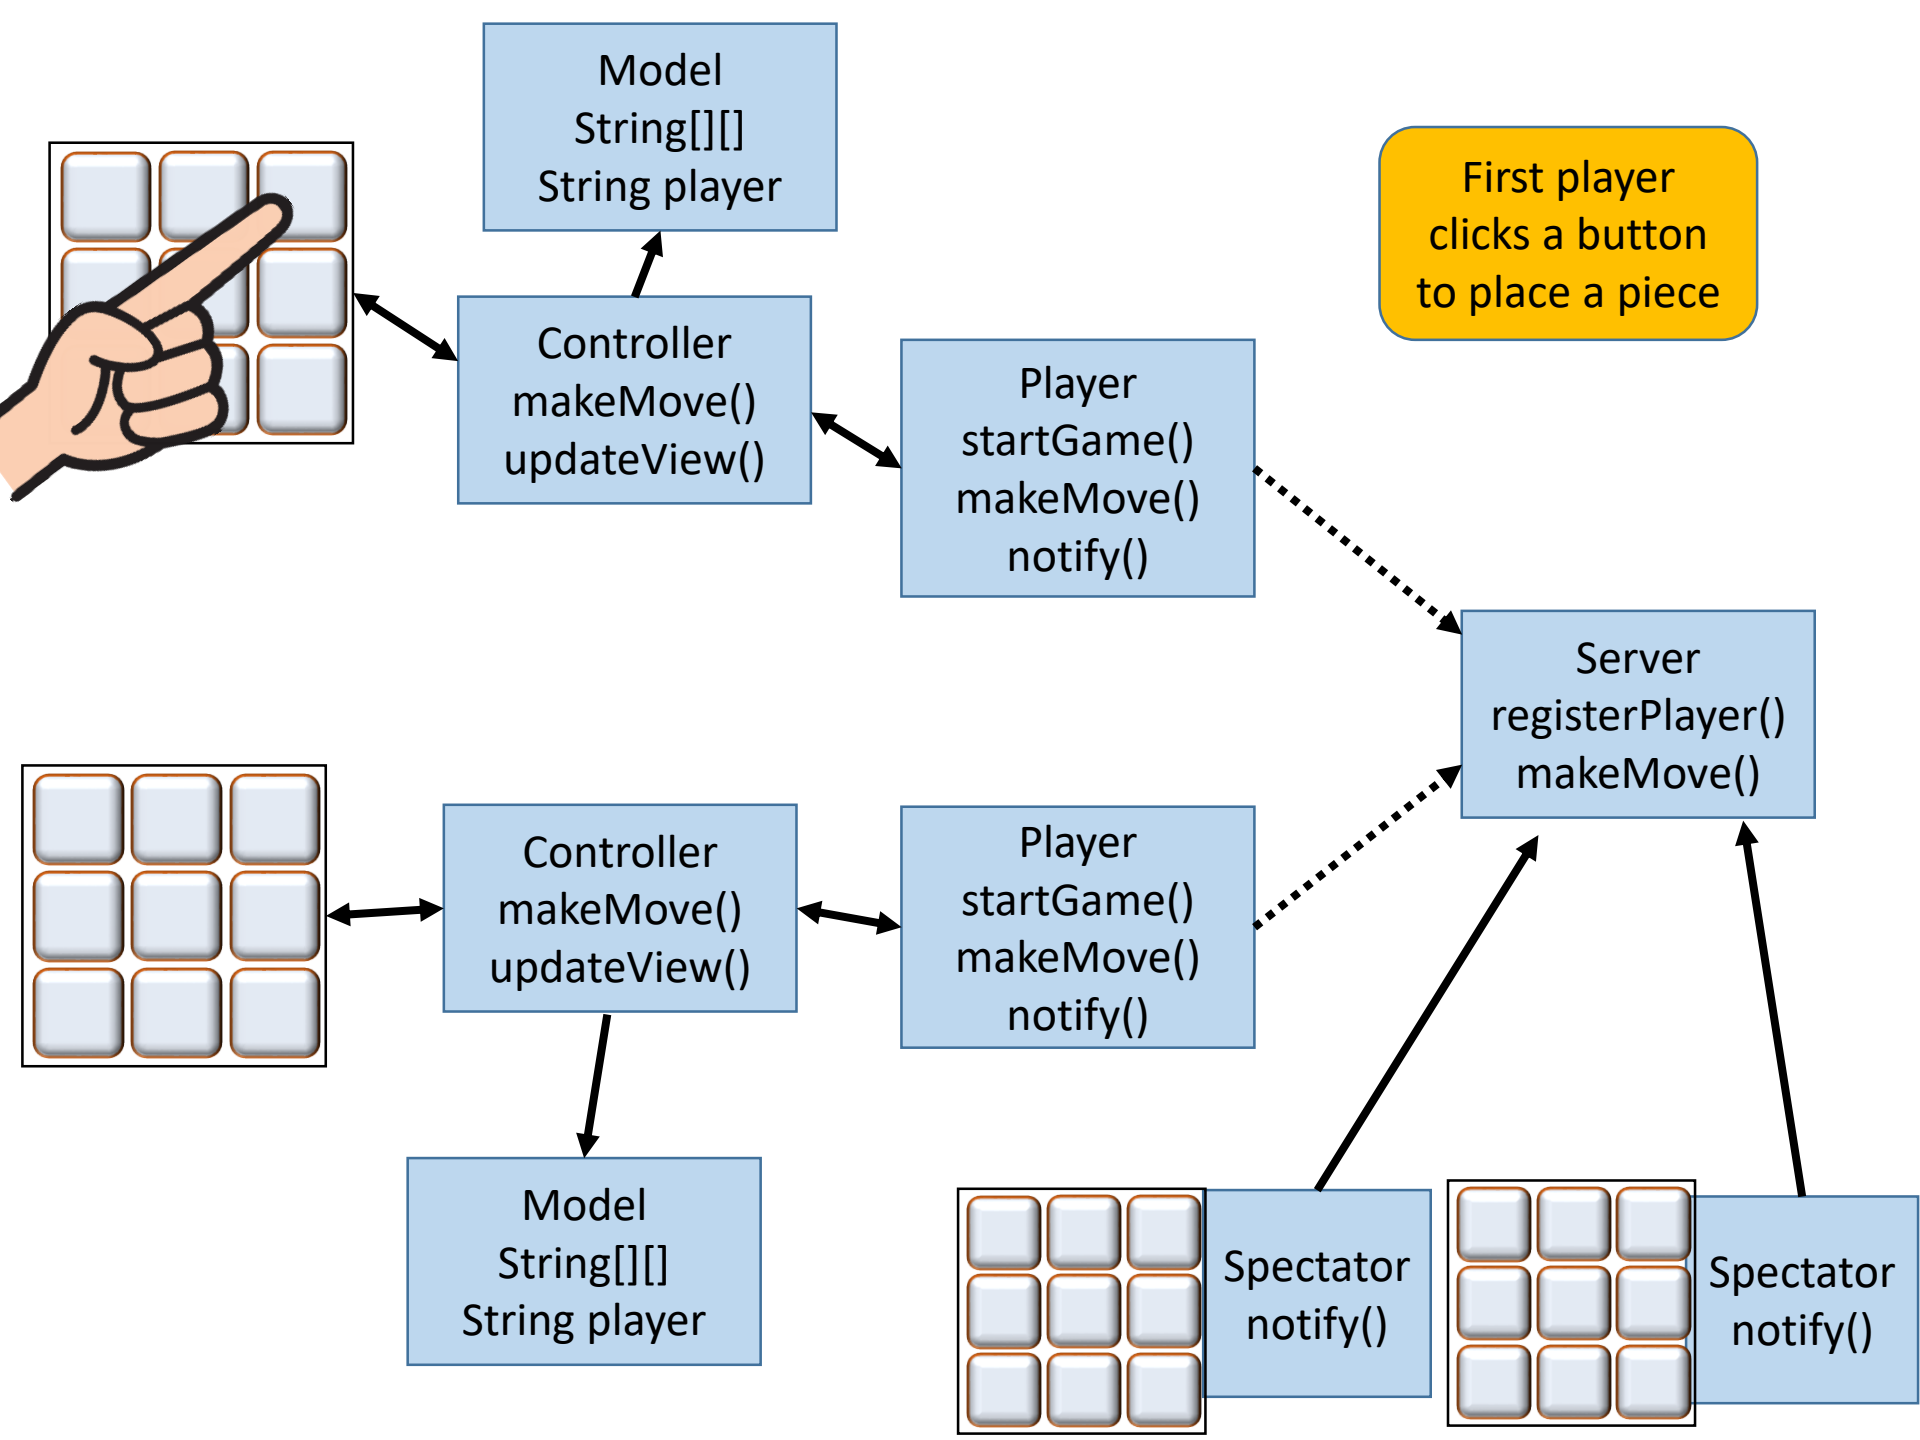 Model
String[][]
String player
First player
clicks a button
to place a piece
Controller
makeMove()
updateView()
Player
startGame()
makeMove()
notify()
Server
registerPlayer()
makeMove()
Controller
makeMove()
updateView()
Player
startGame()
makeMove()
notify()
Model
String[][]
String player
Spectator
notify()
Spectator
notify()